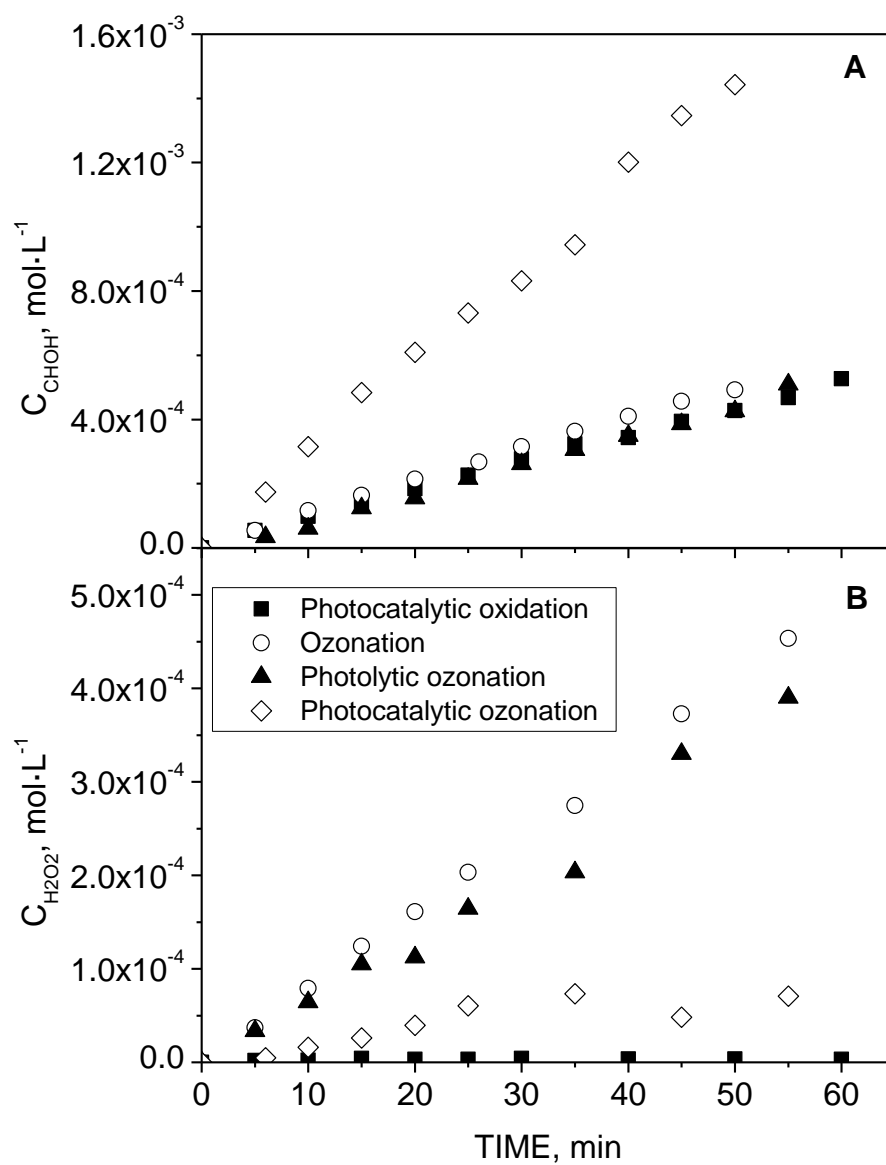 1.6x10⁻³
A
1.2x10⁻³
8.0x10⁻⁴
4.0x10⁻⁴
0.0
C_CHOH, mol·L⁻¹
B
5.0x10⁻⁴
4.0x10⁻⁴
3.0x10⁻⁴
2.0x10⁻⁴
1.0x10⁻⁴
0.0
C_H2O2, mol·L⁻¹
Photocatalytic oxidation
Ozonation
Photolytic ozonation
Photocatalytic ozonation
0 10 20 30 40 50 60
TIME, min